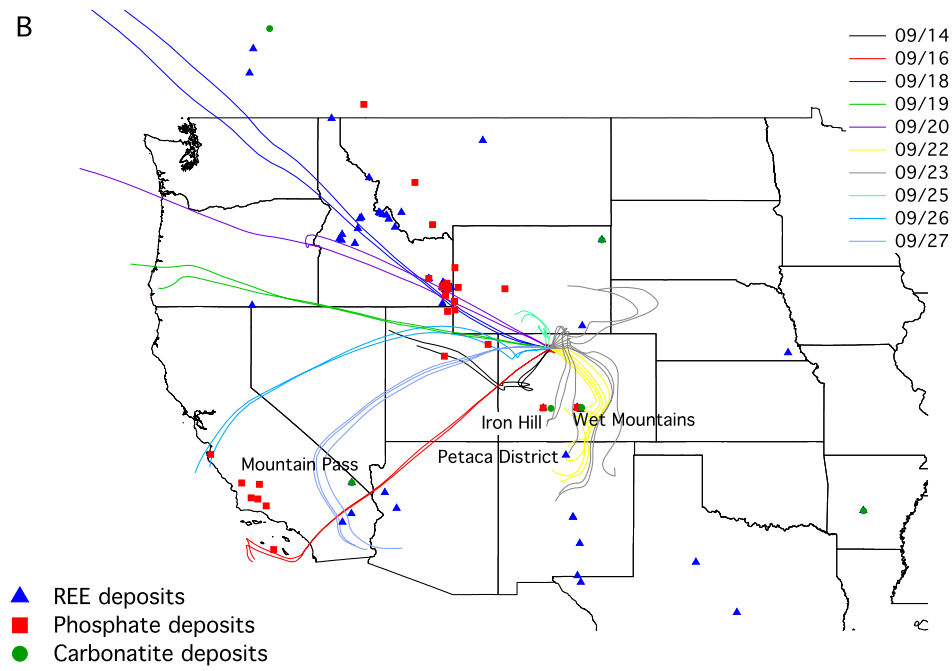 B
09/14
09/16
09/18
09/19
09/20
09/22
09/23
09/25
09/26
09/27
Iron Hill
Wet Mountains
Petaca District
Mountain Pass
REE deposits
Phosphate deposits
Carbonatite deposits